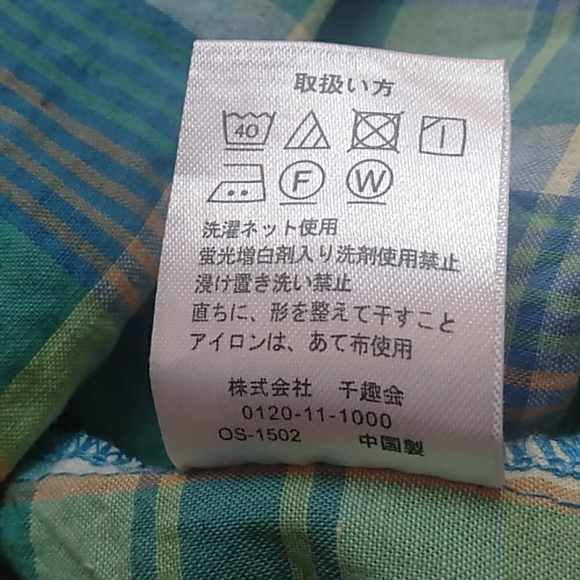 取扱い方
40
F W
洗濯ネット使用
蛍光増白剤入り洗剤使用禁止
浸け置き洗い禁止
直ちに、形を整えて干すこと
アイロンは、あて布使用
株式会社 千趣会
0120-11-1000
OS-1502 中国製